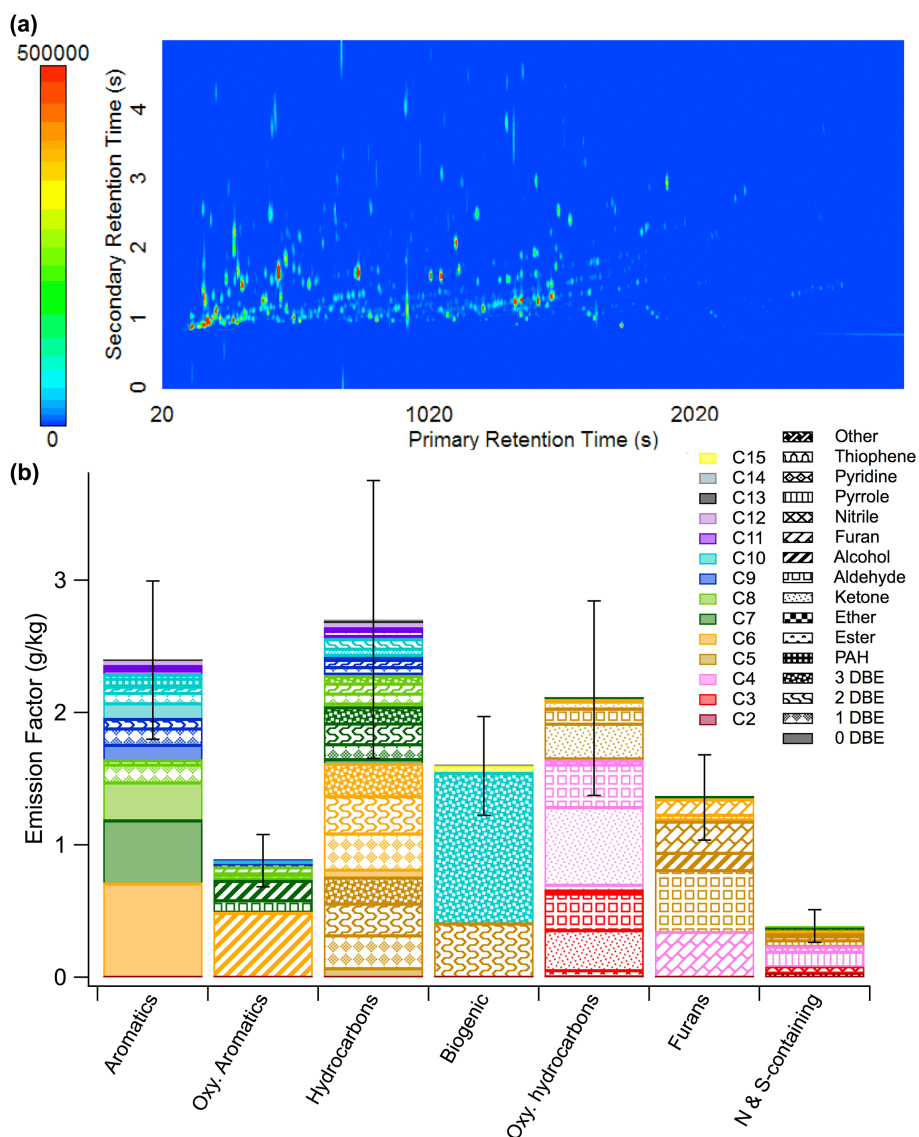 (a)
500000
0
Secondary Retention Time (s)
4
3
2
1
0
20
1020
2020
Primary Retention Time (s)
(b)
Emission Factor (g/kg)
3
2
1
0
C15
C14
C13
C12
C11
C10
C9
C8
C7
C6
C5
C4
C3
C2
Other
Thiophene
Pyridine
Pyrrole
Nitrile
Furan
Alcohol
Aldehyde
Ketone
Ether
Ester
PAH
3 DBE
2 DBE
1 DBE
0 DBE
Aromatics
Oxy. Aromatics
Hydrocarbons
Biogenic
Oxy. hydrocarbons
Furans
N & S-containing